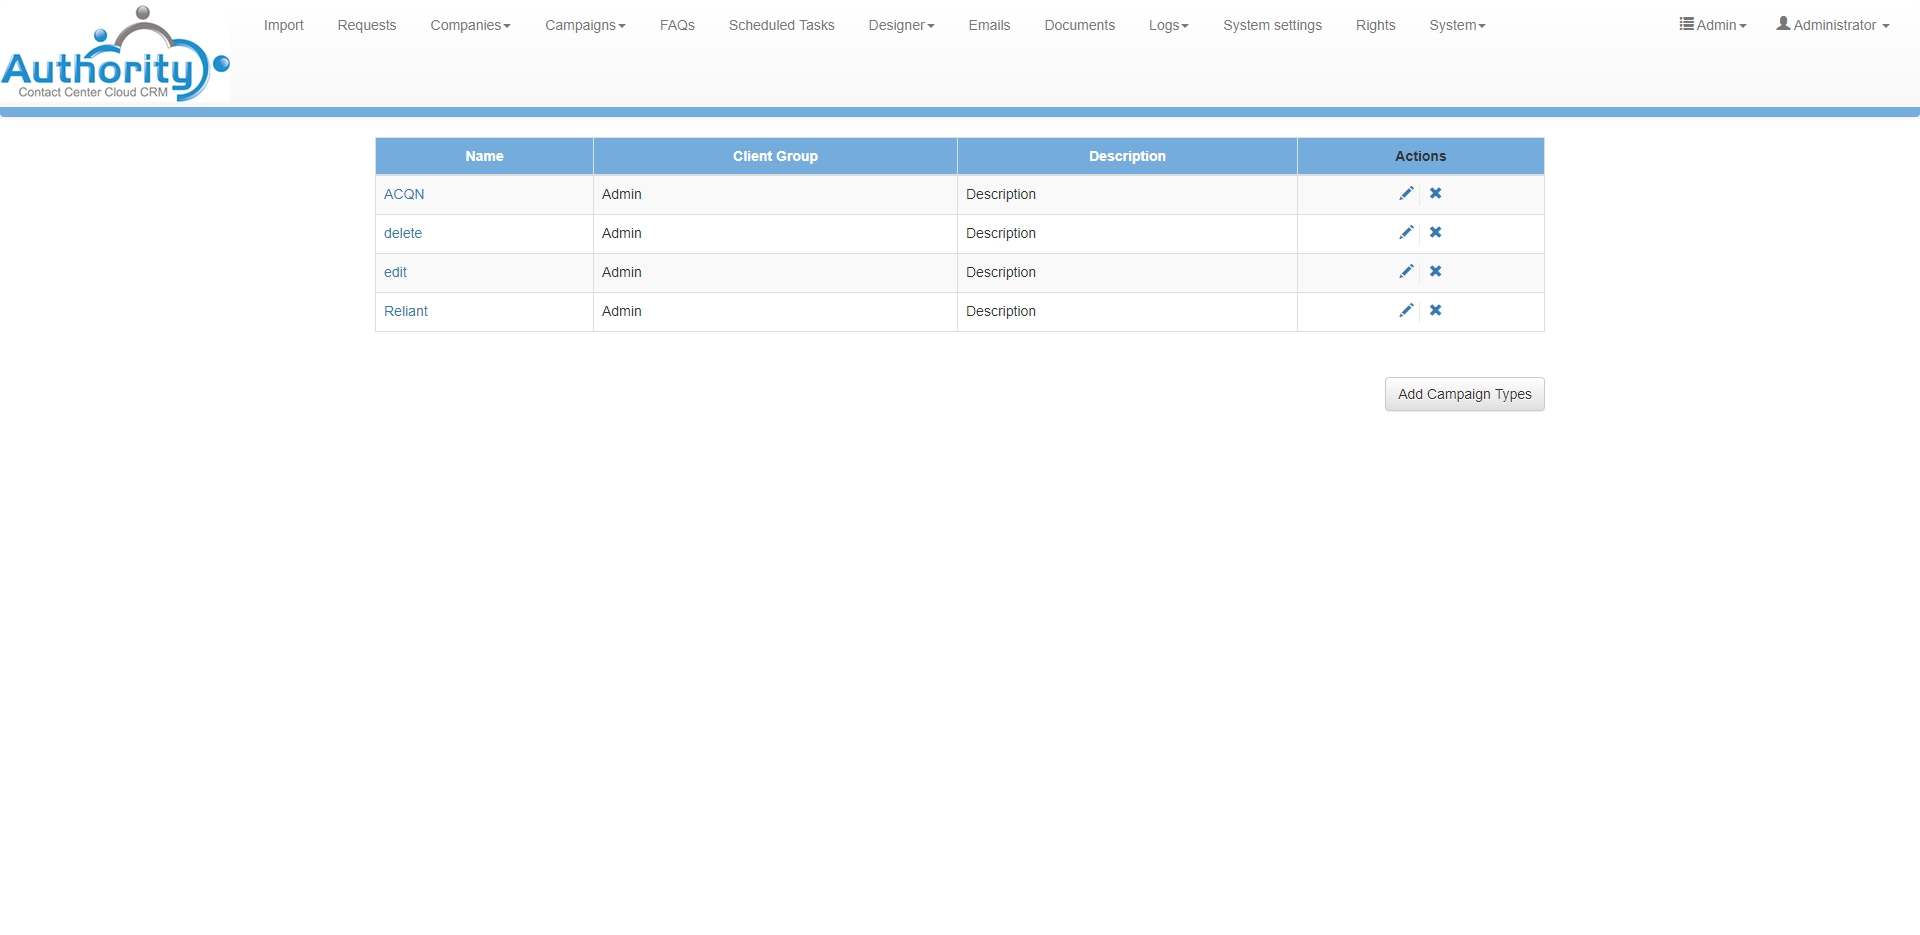 Authority
Contact Center Cloud CRM
Import Requests Companies Campaigns FAQs Scheduled Tasks Designer Emails Documents Logs System settings Rights System Admin Administrator
Name Client Group Description Actions
ACQN Admin Description
delete Admin Description
edit Admin Description
Reliant Admin Description
Add Campaign Types